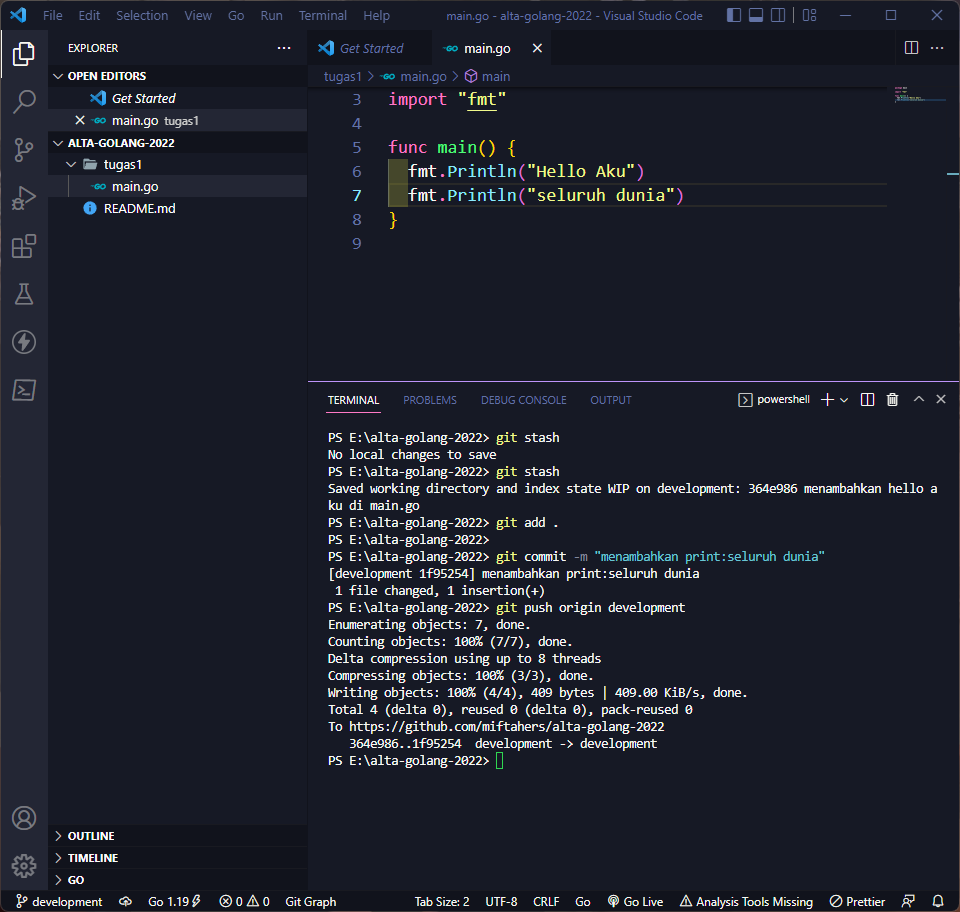 File Edit Selection View Go Run Terminal Help main.go - alta-golang-2022 - Visual Studio Code
EXPLORER
OPEN EDITORS
Get Started
main.go tugas1
ALTA-GOLANG-2022
tugas1
main.go
README.md
OUTLINE
TIMELINE
GO
Get Started main.go
tugas1 > main.go > main
3 import "fmt"
4
5 func main() {
6 fmt.Println("Hello Aku")
7 fmt.Println("seluruh dunia")
8 }
9
TERMINAL PROBLEMS DEBUG CONSOLE OUTPUT powershell
PS E:\alta-golang-2022> git stash
No local changes to save
PS E:\alta-golang-2022> git stash
Saved working directory and index state WIP on development: 364e986 menambahkan hello a
ku di main.go
PS E:\alta-golang-2022> git add .
PS E:\alta-golang-2022>
PS E:\alta-golang-2022> git commit -m "menambahkan print:seluruh dunia"
[development 1f95254] menambahkan print:seluruh dunia
1 file changed, 1 insertion(+)
PS E:\alta-golang-2022> git push origin development
Enumerating objects: 7, done.
Counting objects: 100% (7/7), done.
Delta compression using up to 8 threads
Compressing objects: 100% (3/3), done.
Writing objects: 100% (4/4), 409 bytes | 409.00 KiB/s, done.
Total 4 (delta 0), reused 0 (delta 0), pack-reused 0
To https://github.com/miftahers/alta-golang-2022
364e986..1f95254 development -> development
PS E:\alta-golang-2022>
development Go 1.19 0 0 Git Graph Tab Size: 2 UTF-8 CRLF Go Go Live Analysis Tools Missing Prettier